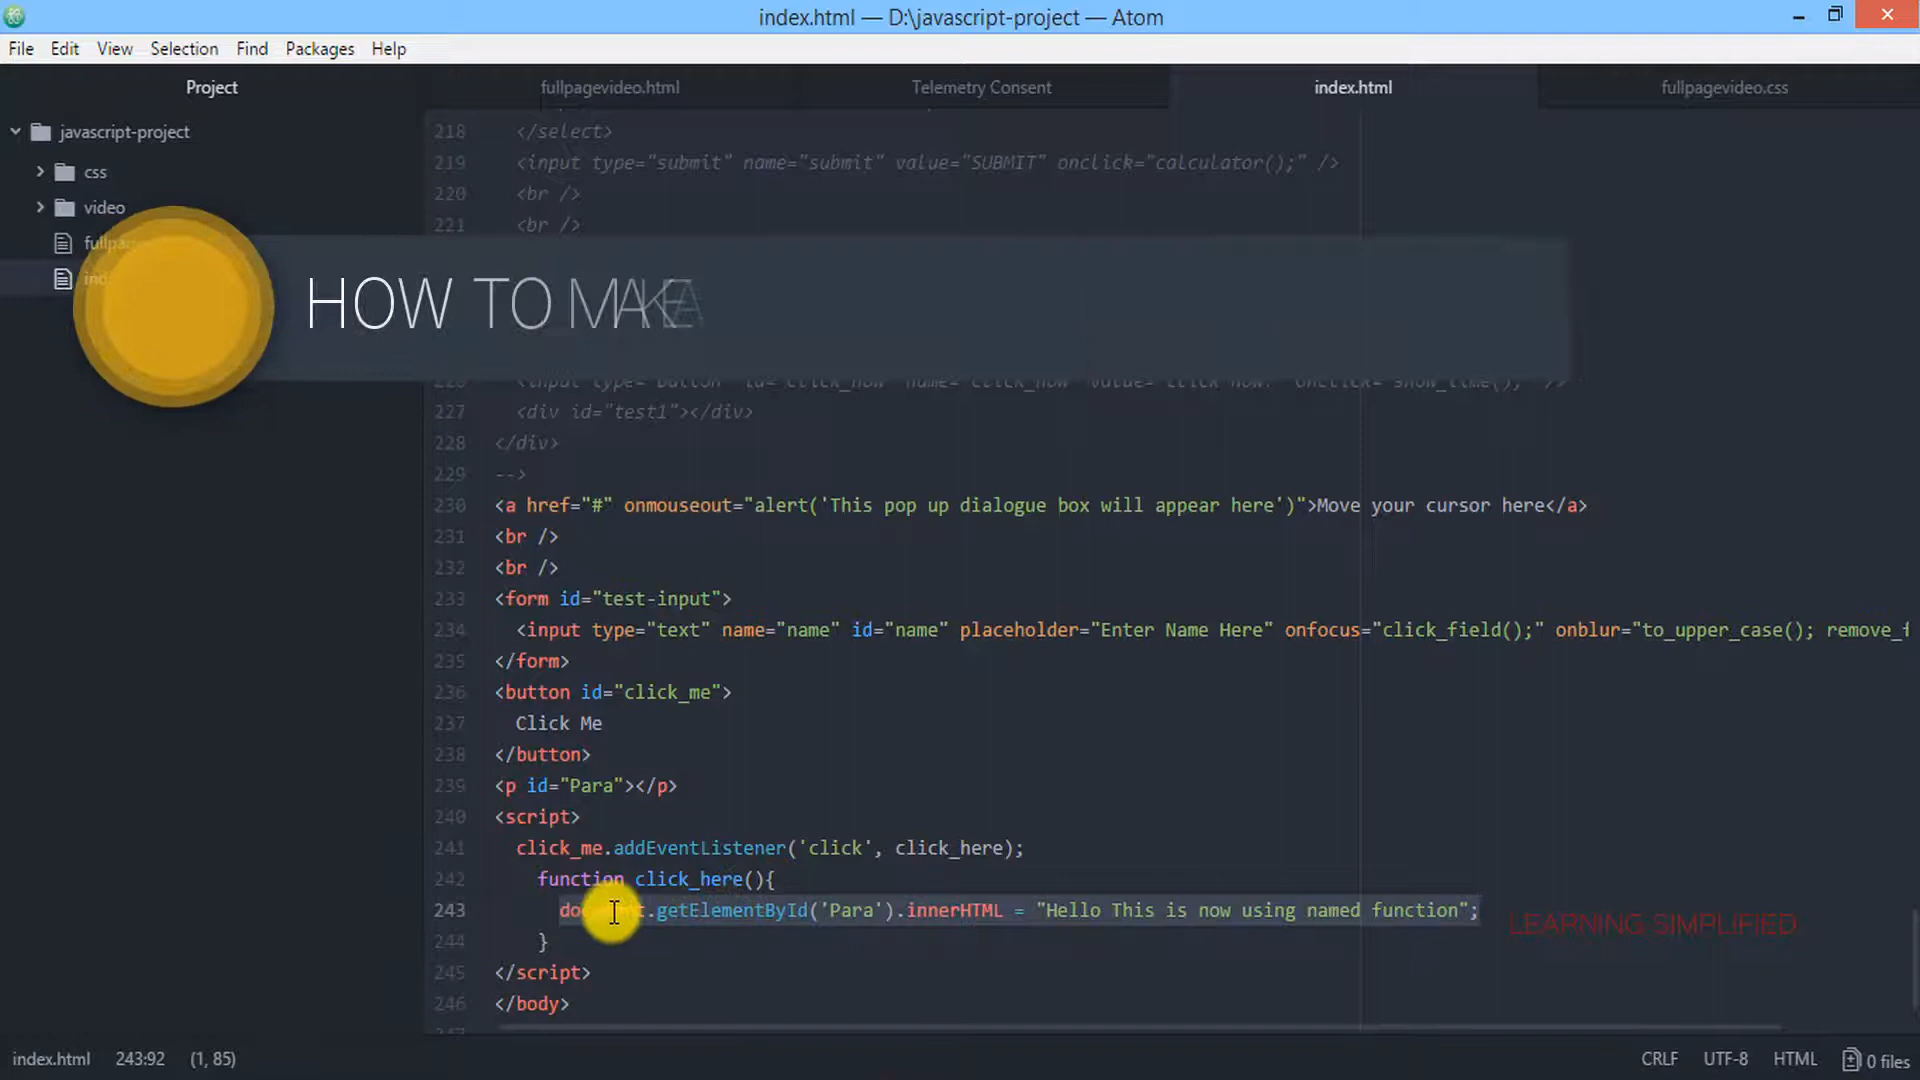 index.html — D:\javascript-project — Atom
File Edit View Selection Find Packages Help
Project
fullpagevideo.html
Telemetry Consent
index.html
fullpagevideo.css
javascript-project
css
video
HOW TO MAKE A
218 </select>
219 <input type="submit" name="submit" value="SUBMIT" onclick="calculator();" />
220 <br />
221 <br />
227 <div id="test1"></div>
228 </div>
229 -->
230 <a href="#" onmouseout="alert('This pop up dialogue box will appear here')">Move your cursor here</a>
231 <br />
232 <br />
233 <form id="test-input">
234 <input type="text" name="name" id="name" placeholder="Enter Name Here" onfocus="click_field();" onblur="to_upper_case();
235 </form>
236 <button id="click_me">
237 Click Me
238 </button>
239 <p id="Para"></p>
240 <script>
241 click_me.addEventListener('click', click_here);
242 function click_here(){
243 document.getElementById('Para').innerHTML = "Hello This is now using named function";
244 }
245 </script>
246 </body>
LEARNING SIMPLIFIED
index.html 243:92 (1, 85)
CRLF UTF-8 HTML 0 files